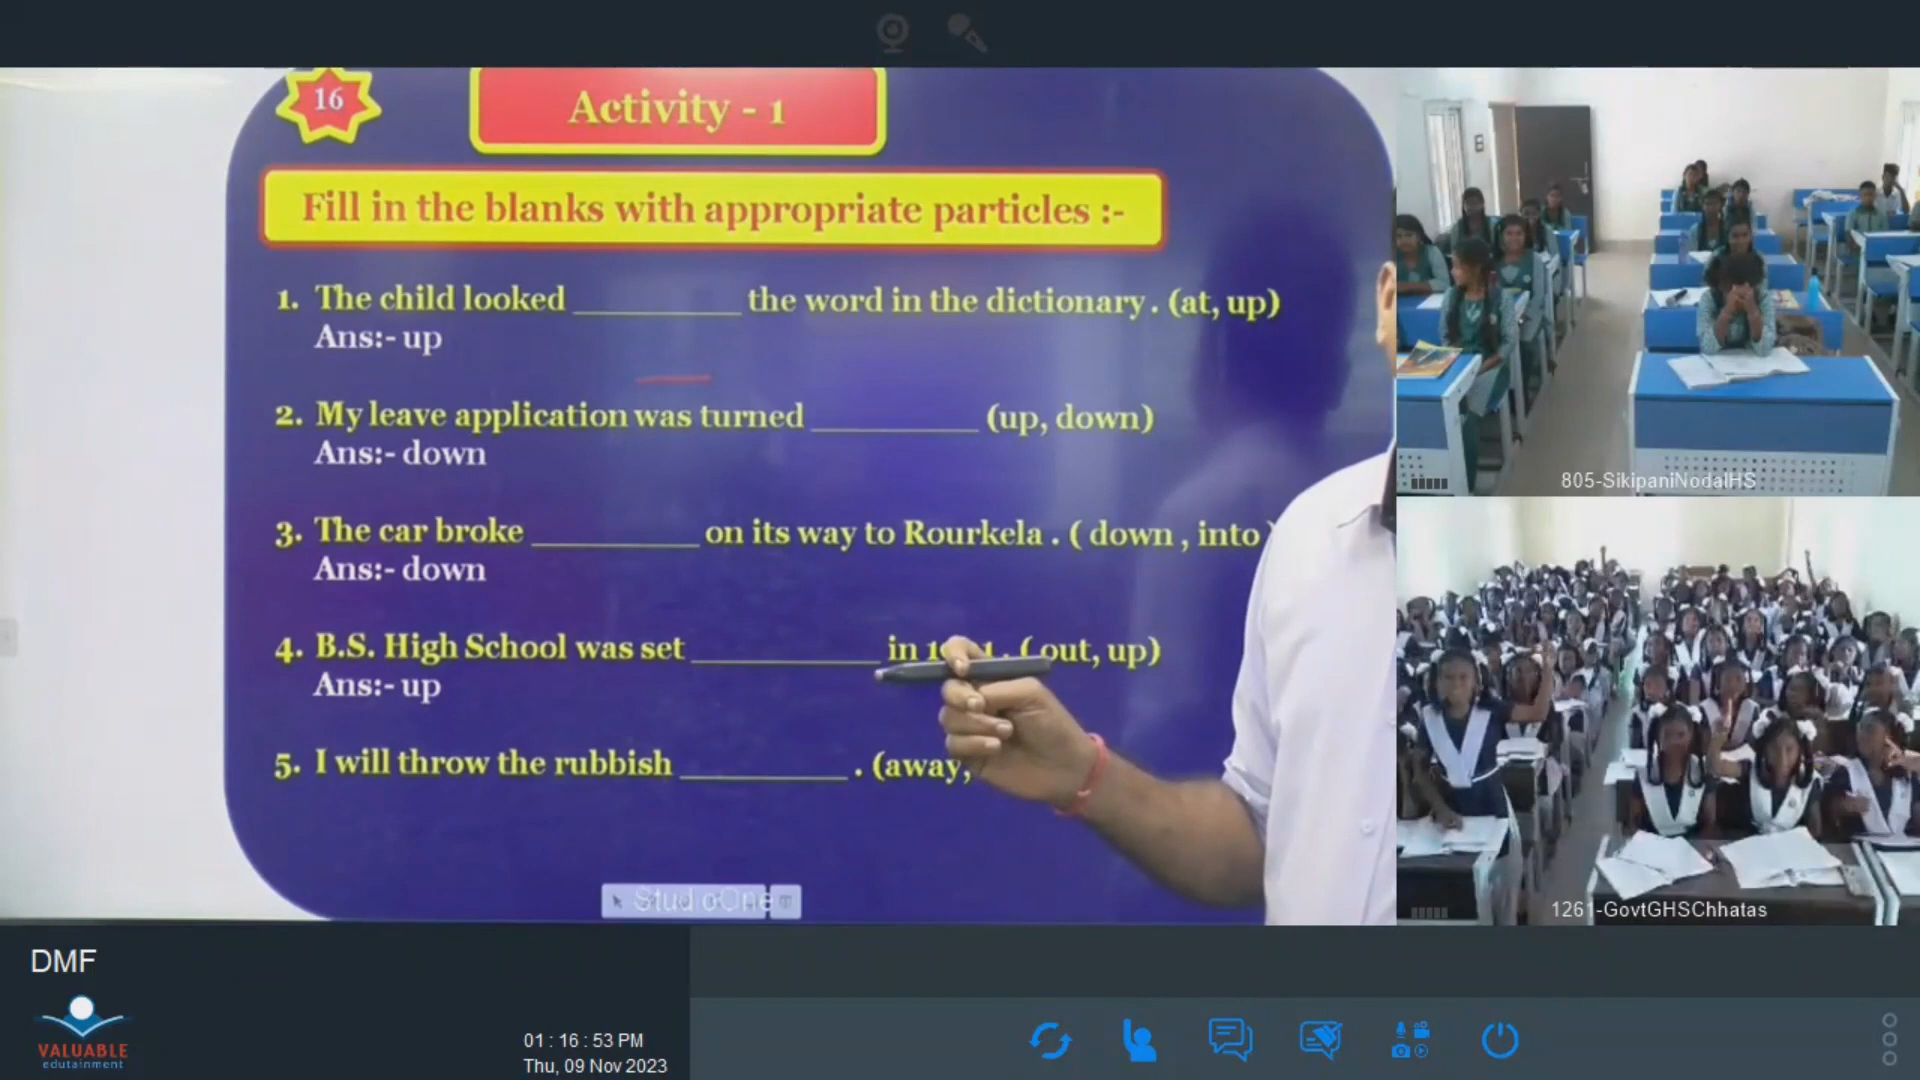 16
Activity - 1
Fill in the blanks with appropriate particles :-
1. The child looked __________ the word in the dictionary . (at, up)
Ans:- up
2. My leave application was turned __________ (up, down)
Ans:- down
3. The car broke __________ on its way to Rourkela . ( down , into
Ans:- down
4. B.S. High School was set __________ in ( out, up)
Ans:- up
5. I will throw the rubbish __________ . (away,
StudioOne
805-SikipaniNodalHS
1261-GovtGHSChhatas
DMF
VALUABLE
edutainment
01 : 16 : 53 PM
Thu, 09 Nov 2023